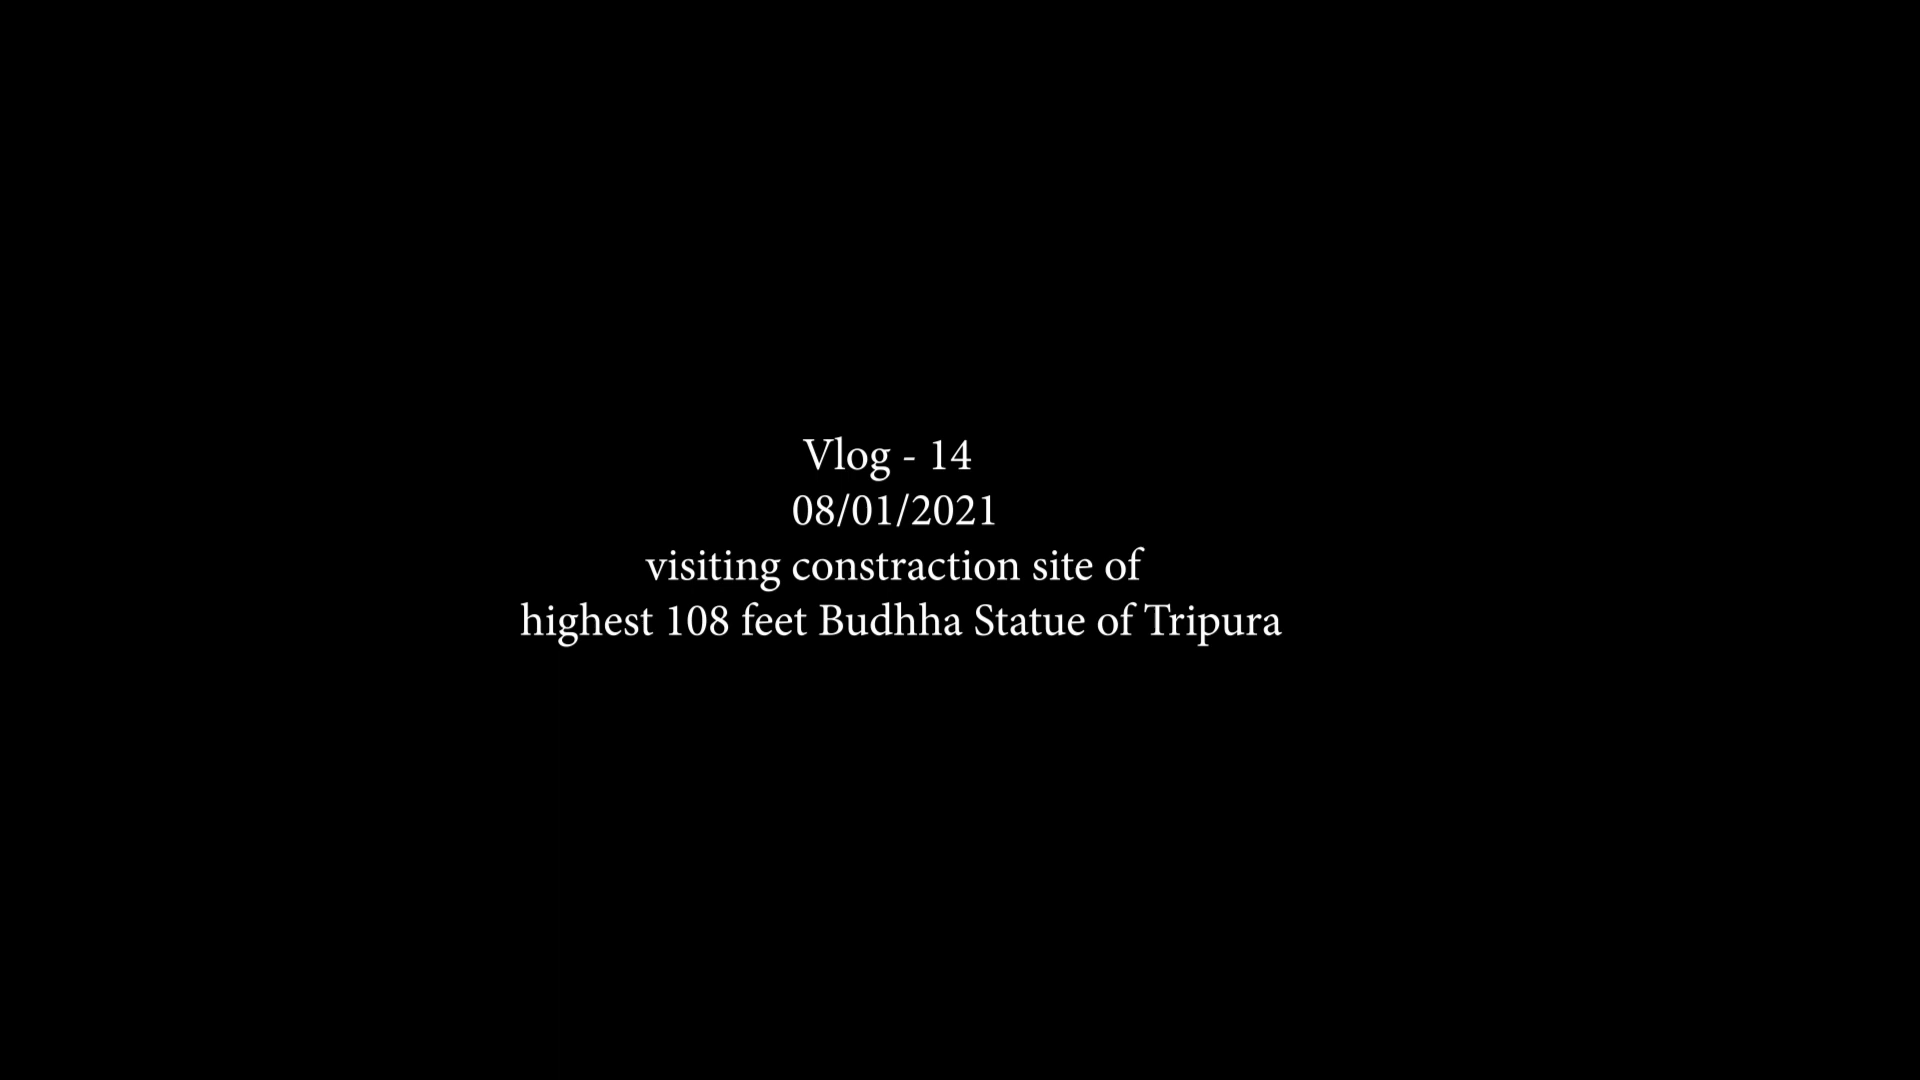 Vlog - 14
08/01/2021
visiting constraction site of
highest 108 feet Budhha Statue of Tripura